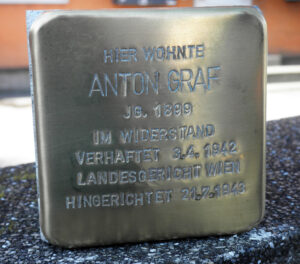 HIER WOHNTE
ANTON GRAF
JG. 1899
IM WIDERSTAND
VERHAFTET 3.4. 1942
LANDESGERICHT WIEN
HINGERICHTET 21.7.1943